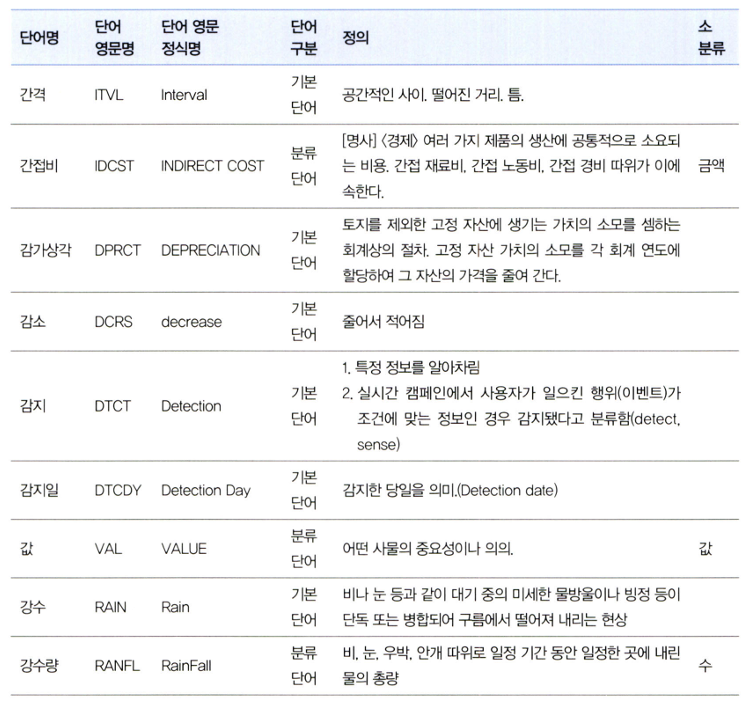 단어명 단어 영문명 단어 영문 정식명 단어 구분 정의 소 분류
간격 ITVL Interval 기본 단어 공간적인 사이. 떨어진 거리. 틈.
간접비 IDCST INDIRECT COST 분류 단어 [명사] <경제> 여러 가지 제품의 생산에 공통적으로 소요되
는 비용. 간접 재료비, 간접 노동비, 간접 경비 따위가 이에
속한다. 금액
감가상각 DPRCT DEPRECIATION 기본 단어 토지를 제외한 고정 자산에 생기는 가치의 소모를 셈하는
회계상의 절차. 고정 자산 가치의 소모를 각 회계 연도에
할당하여 그 자산의 가격을 줄여 간다.
감소 DCRS decrease 기본 단어 줄어서 적어짐
감지 DTCT Detection 기본 단어 1. 특정 정보를 알아차림
2. 실시간 캠페인에서 사용자가 일으킨 행위(이벤트)가
조건에 맞는 정보인 경우 감지됐다고 분류함(detect,
sense)
감지일 DTCDY Detection Day 기본 단어 감지한 당일을 의미.(Detection date)
값 VAL VALUE 분류 단어 어떤 사물의 중요성이나 의의. 값
강수 RAIN Rain 기본 단어 비나 눈 등과 같이 대기 중의 미세한 물방울이나 빙정 등이
단독 또는 병합되어 구름에서 떨어져 내리는 현상
강수량 RANFL RainFall 분류 단어 비, 눈, 우박, 안개 따위로 일정 기간 동안 일정한 곳에 내린
물의 총량 수